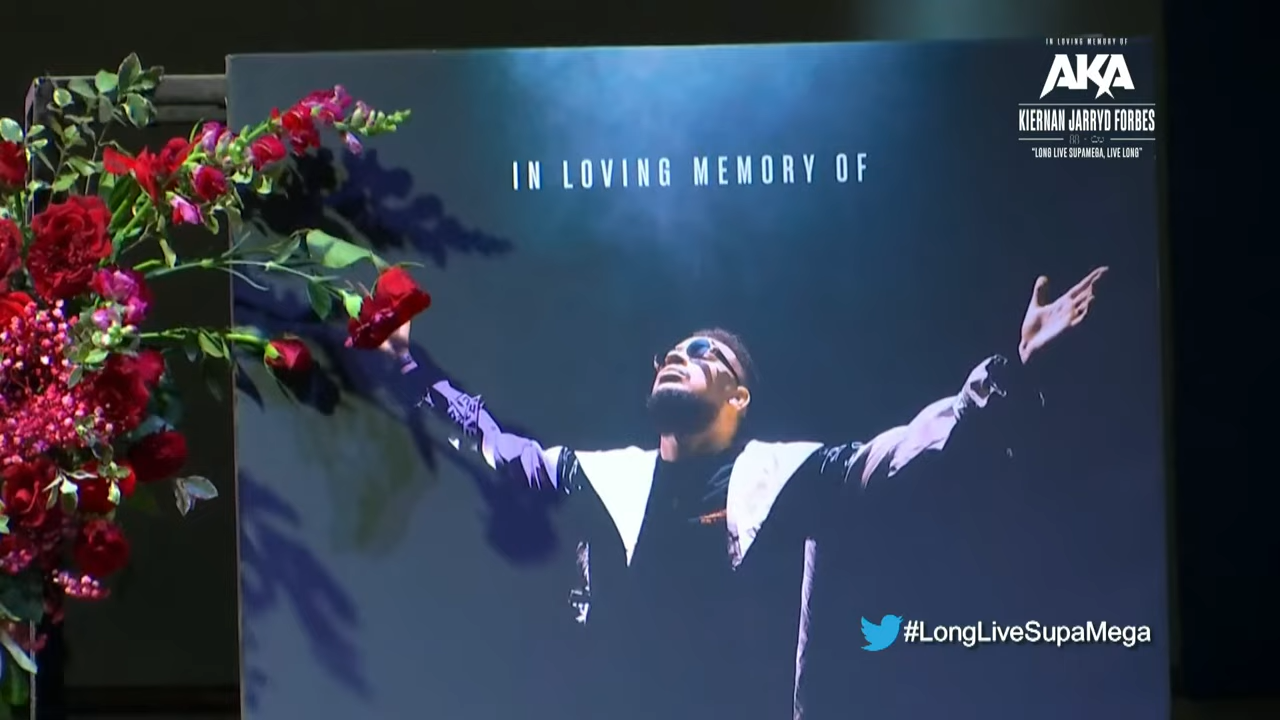 IN LOVING MEMORY OF
AKA
KIERNAN JARRYD FORBES
"LONG LIVE SUPAMEGA, LIVE LONG"
IN LOVING MEMORY OF
#LongLiveSupaMega